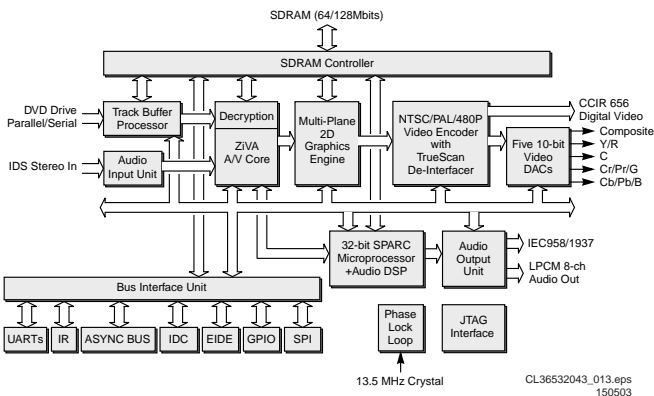 SDRAM (64/128Mbits)
SDRAM Controller
DVD Drive
Parallel/Serial
Track Buffer
Processor
Decryption
ZiVA
A/V Core
Multi-Plane
2D
Graphics
Engine
NTSC/PAL/480P
Video Encoder
with
TrueScan
De-Interfacer
CCIR 656
Digital Video
Five 10-bit
Video
DACs
Composite
Y/R
C
Cr/Pr/G
Cb/Pb/B
IDS Stereo In
Audio
Input Unit
32-bit SPARC
Microprocessor
+Audio DSP
Audio
Output
Unit
IEC958/1937
LPCM 8-ch
Audio Out
Bus Interface Unit
UARTs
IR
ASYNC BUS
IDC
EIDE
GPIO
SPI
Phase
Lock
Loop
JTAG
Interface
13.5 MHz Crystal
CL36532043_013.eps
150503